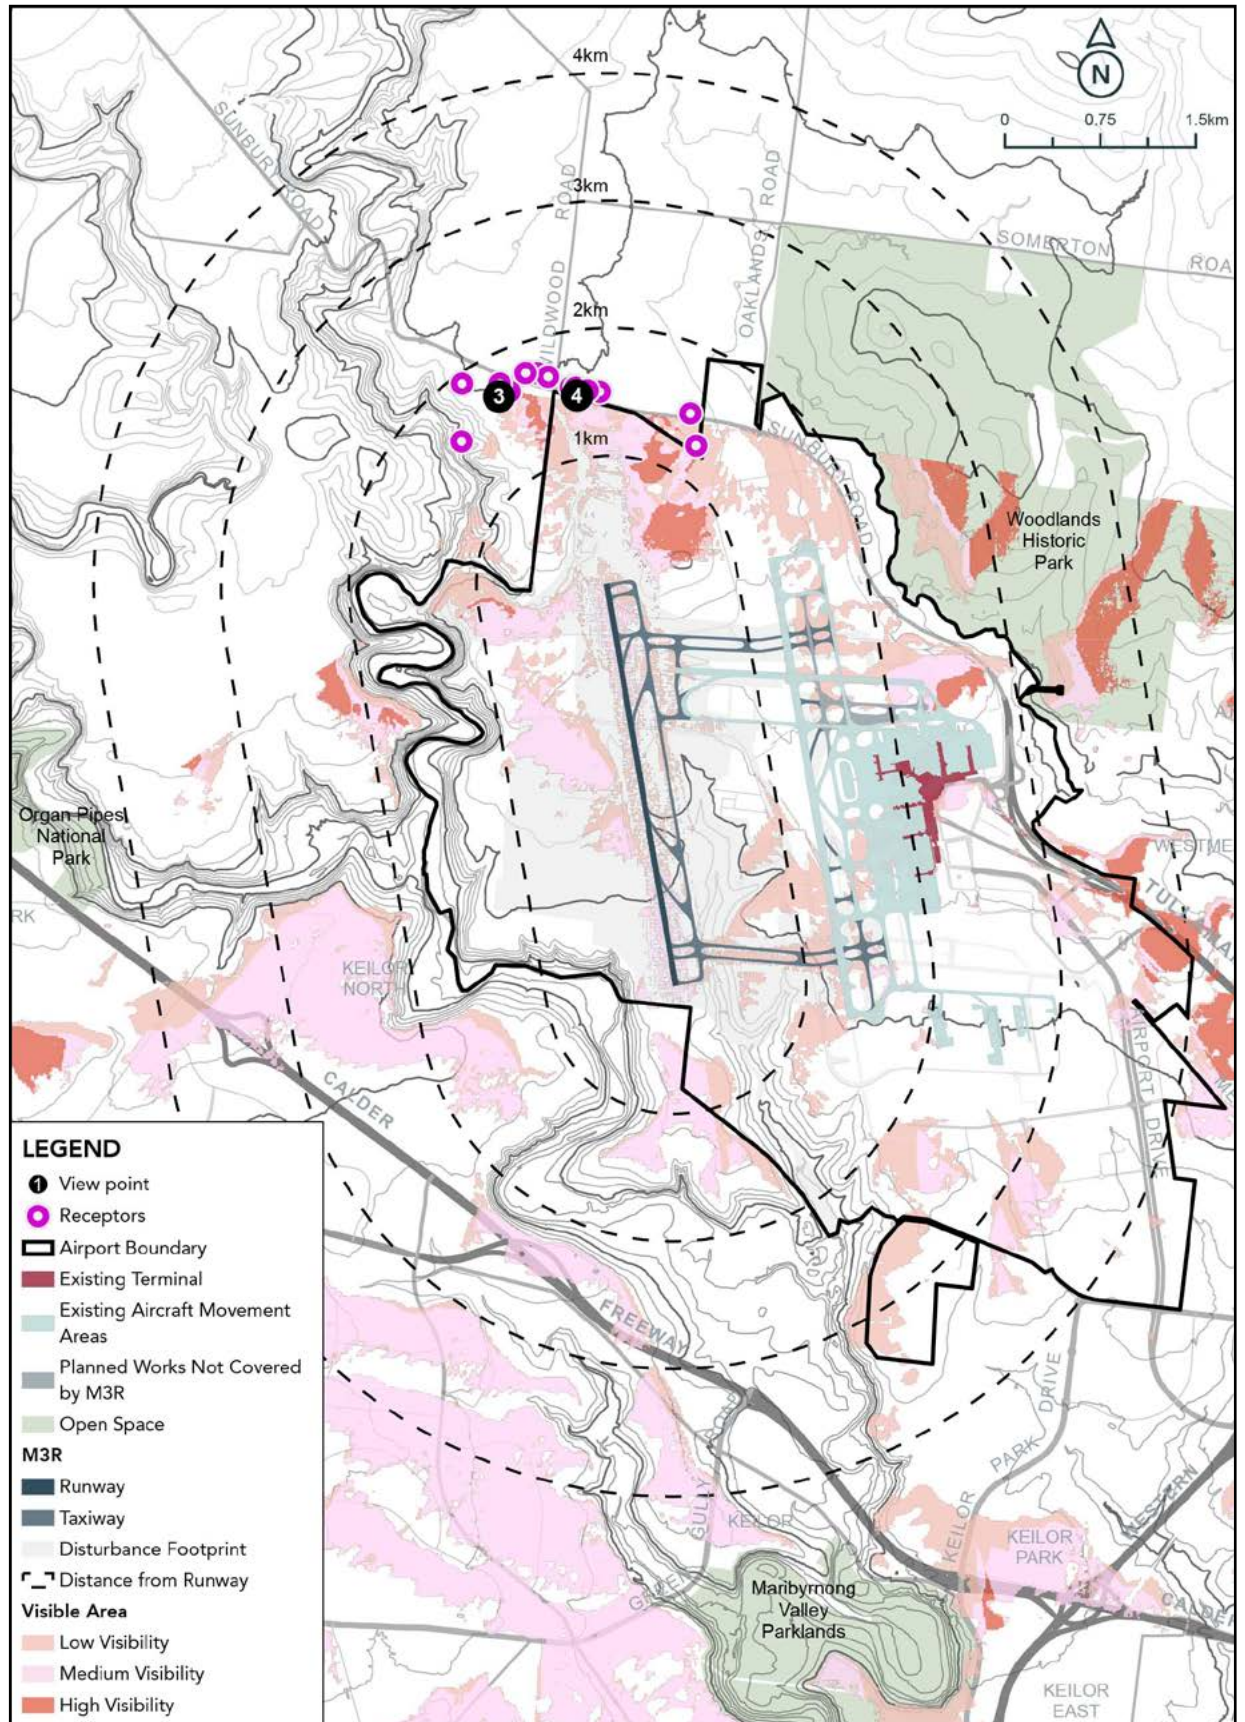 4km
N
0
0.75
1.5km
SUNBURY ROAD
ROAD
3km
ROAD
SOMERTON
WILDWOOD
OAKLANDS
2km
3
4
1km
SUNBURY ROAD
Woodlands
Historic
Park
Organ Pipes
National
Park
KEILOR
NORTH
CALDER
AIRPORT DRIVE
LEGEND
1 View point
Receptors
Airport Boundary
Existing Terminal
Existing Aircraft Movement
Areas
Planned Works Not Covered
by M3R
Open Space
M3R
Runway
Taxiway
Disturbance Footprint
Distance from Runway
Visible Area
Low Visibility
Medium Visibility
High Visibility
FREEWAY
DRIVE
PARK
KEILOR
ROAD
GULLY
GREEN
KEILOR
WESTERN
KEILOR
PARK
CALDER
Maribyrnong
Valley
Parklands
KEILOR
EAST